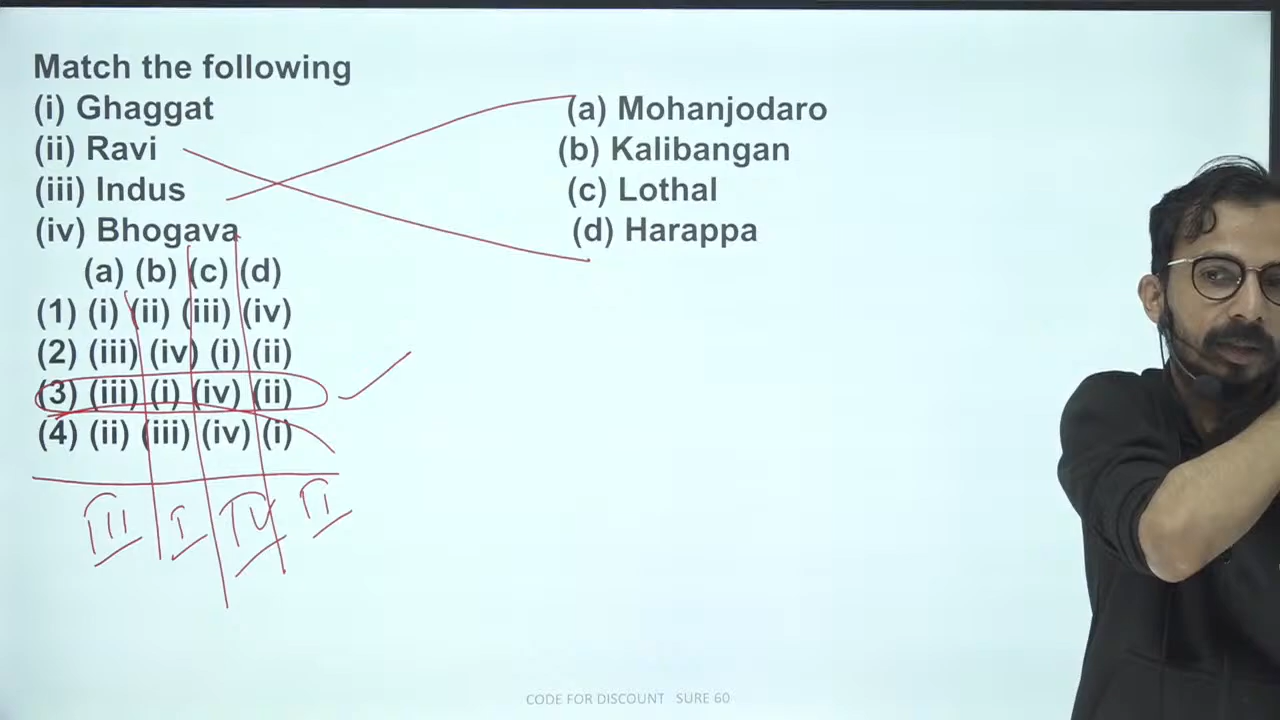 Match the following
(i) Ghaggat
(a) Mohanjodaro
(ii) Ravi
(b) Kalibangan
(iii) Indus
(c) Lothal
(iv) Bhogava
(d) Harappa
(a) (b) (c) (d)
(1) (i) (ii) (iii) (iv)
(2) (iii) (iv) (i) (ii)
(3) (iii) (i) (iv) (ii)
(4) (ii) (iii) (iv) (i)
III I IV II
CODE FOR DISCOUNT SURE 60